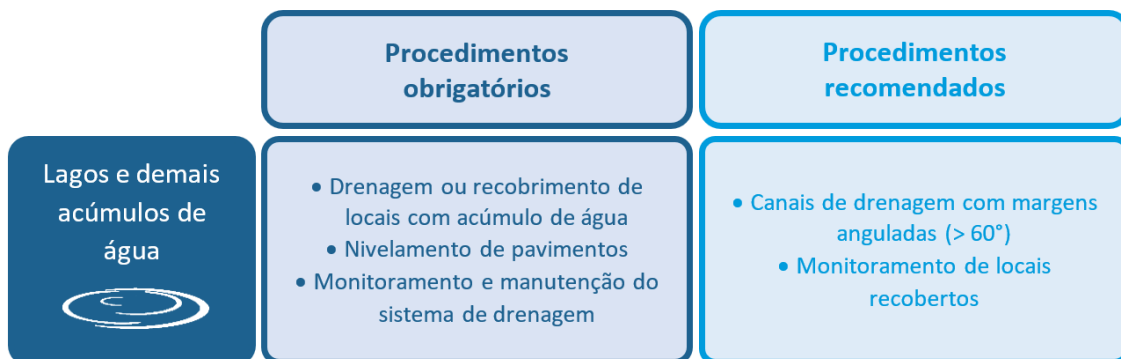 Procedimentos
obrigatórios
Procedimentos
recomendados
Lagos e demais
acúmulos de
água
• Drenagem ou recobrimento de
locais com acúmulo de água
• Nivelamento de pavimentos
• Monitoramento e manutenção do
sistema de drenagem
• Canais de drenagem com margens
anguladas (> 60°)
• Monitoramento de locais
recobertos